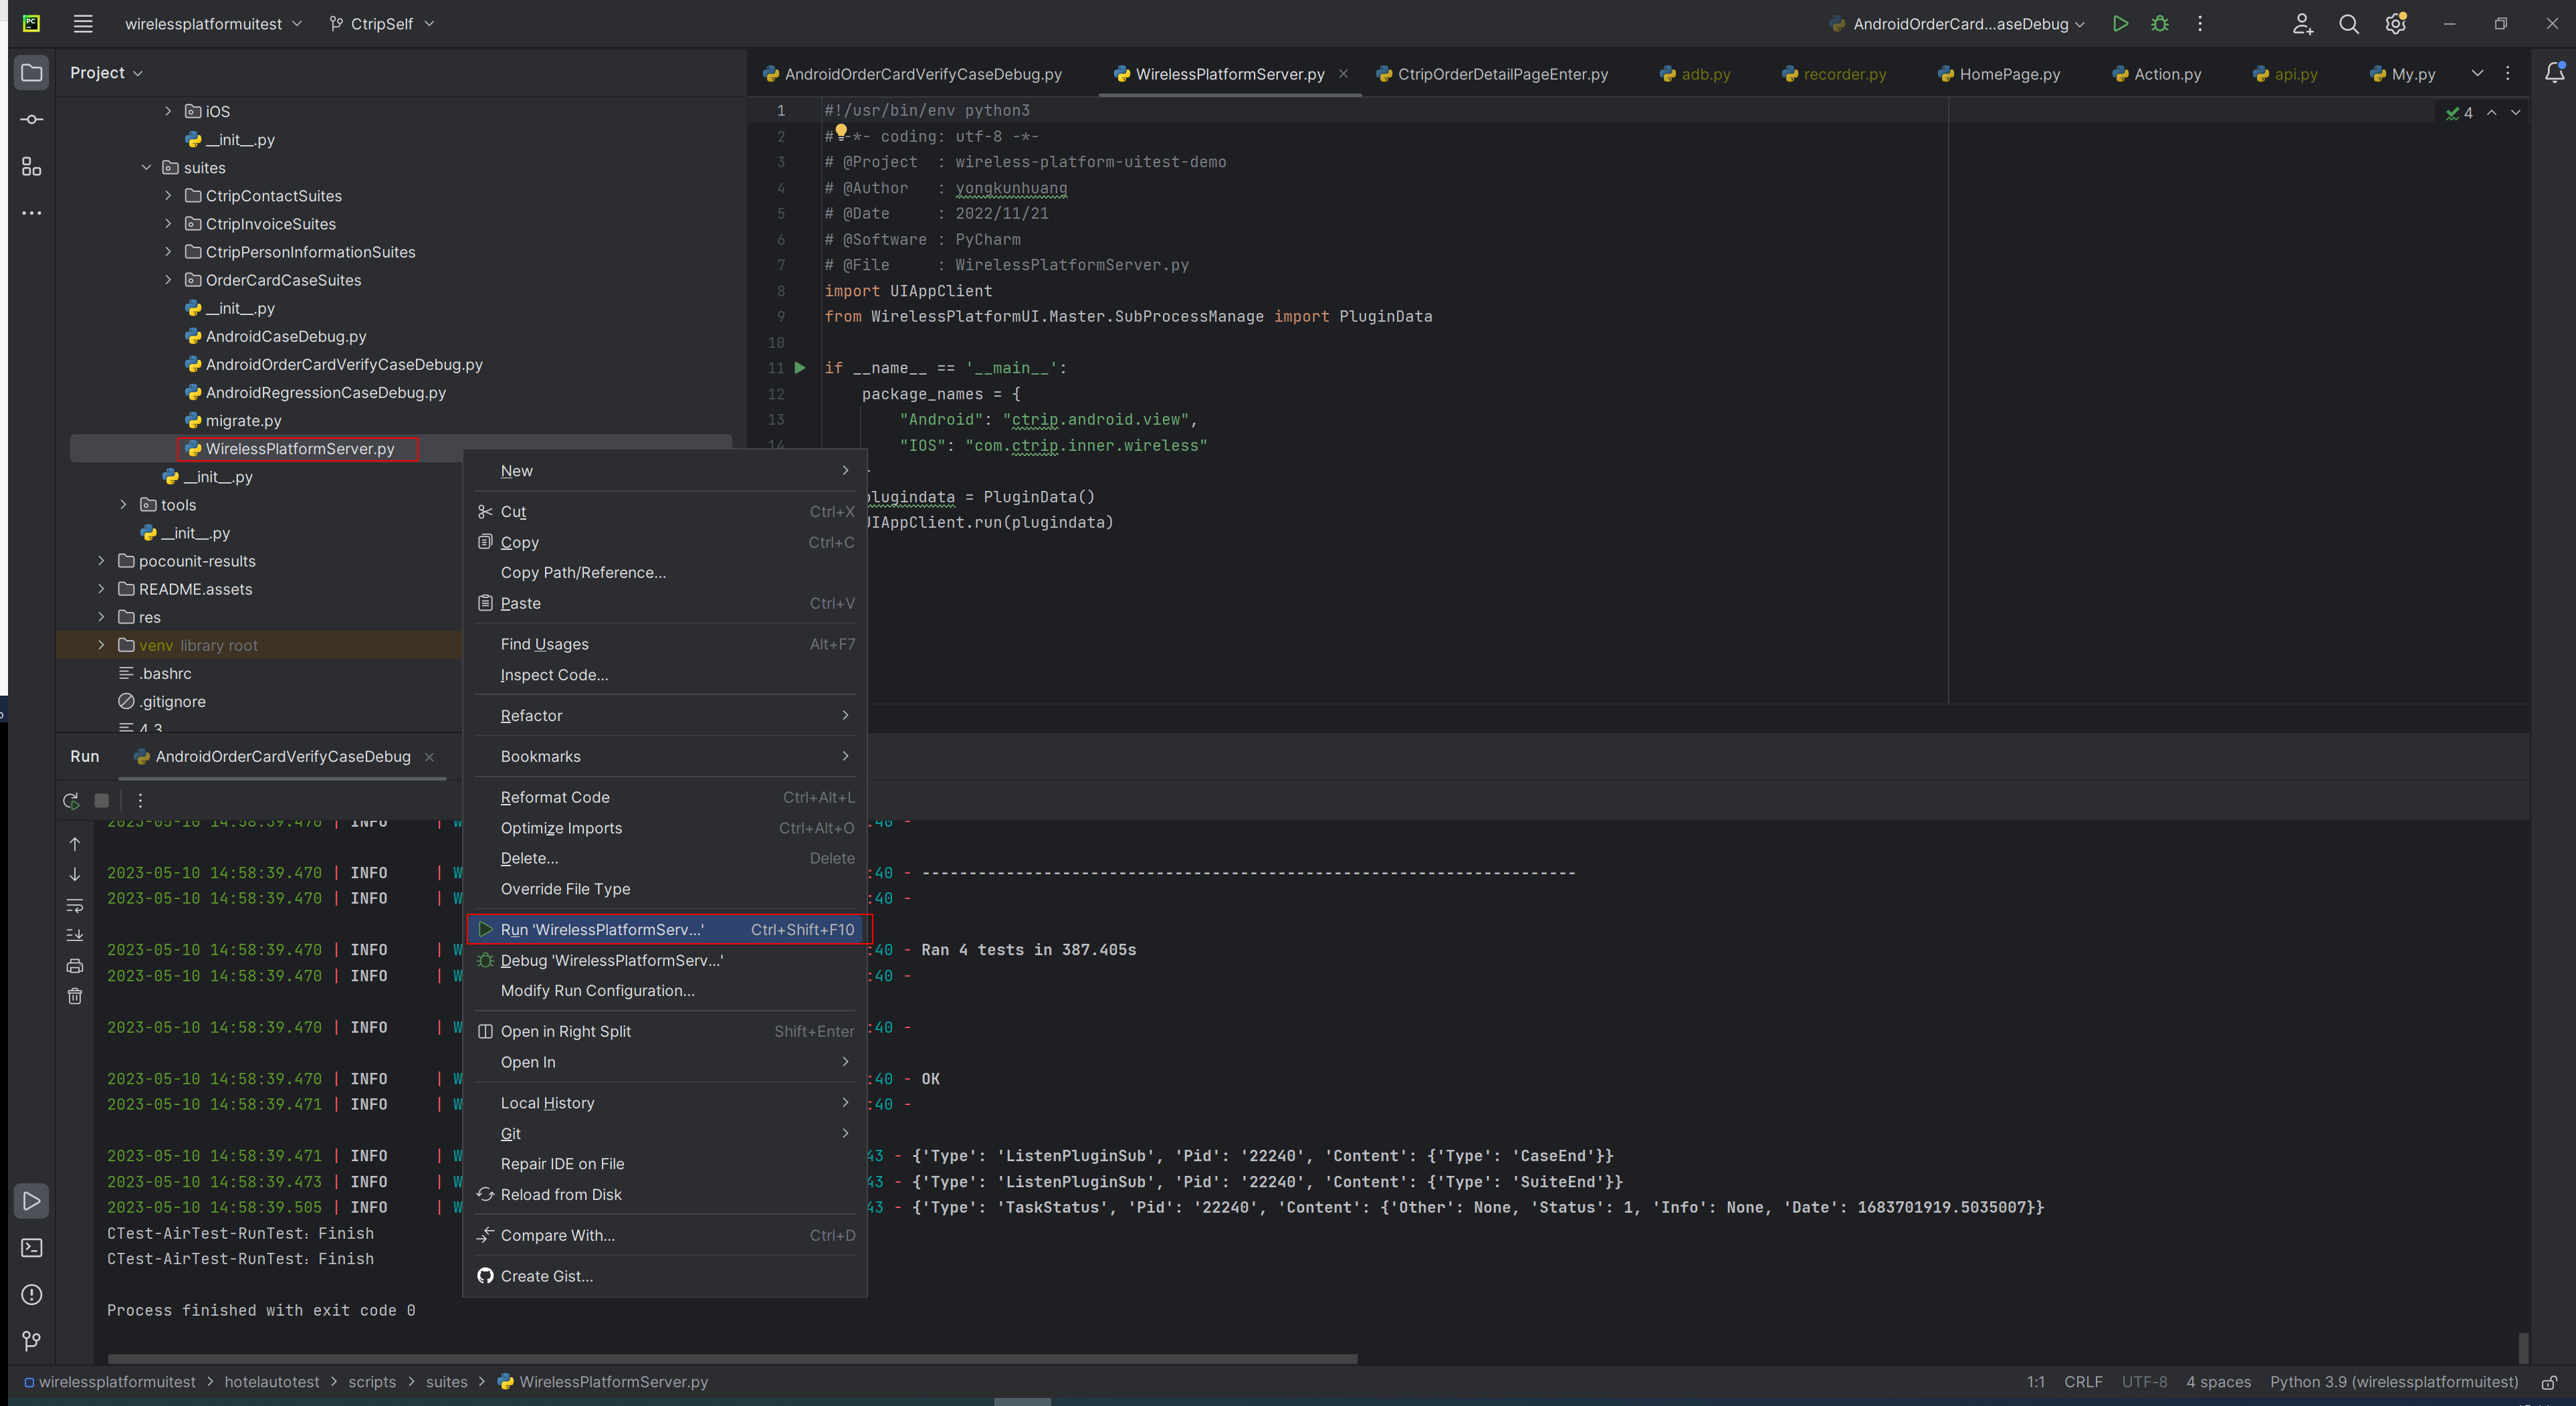 wirelessplatformuitest
CtripSelf
AndroidOrderCard...aseDebug
Project
iOS
__init__.py
suites
CtripContactSuites
CtripInvoiceSuites
CtripPersonInformationSuites
OrderCardCaseSuites
__init__.py
AndroidCaseDebug.py
AndroidOrderCardVerifyCaseDebug.py
AndroidRegressionCaseDebug.py
migrate.py
WirelessPlatformServer.py
__init__.py
tools
__init__.py
pocounit-results
README.assets
res
venv library root
.bashrc
.gitignore
4.3
AndroidOrderCardVerifyCaseDebug.py
WirelessPlatformServer.py
CtripOrderDetailPageEnter.py
adb.py
recorder.py
HomePage.py
Action.py
api.py
My.py
4
1 #!/usr/bin/env python3
2 # -*- coding: utf-8 -*-
3 # @Project  : wireless-platform-uitest-demo
4 # @Author   : yongkunhuang
5 # @Date     : 2022/11/21
6 # @Software : PyCharm
7 # @File     : WirelessPlatformServer.py
8 import UIAppClient
9 from WirelessPlatformUI.Master.SubProcessManage import PluginData
10
11 if __name__ == '__main__':
12 package_names = {
13 "Android": "ctrip.android.view",
14 "IOS": "com.ctrip.inner.wireless"
plugindata = PluginData()
UIAppClient.run(plugindata)
New
Cut Ctrl+X
Copy Ctrl+C
Copy Path/Reference...
Paste Ctrl+V
Find Usages Alt+F7
Inspect Code...
Refactor
Bookmarks
Reformat Code Ctrl+Alt+L
Optimize Imports Ctrl+Alt+O
Delete... Delete
Override File Type
Run 'WirelessPlatformServ...' Ctrl+Shift+F10
Debug 'WirelessPlatformServ...'
Modify Run Configuration...
Open in Right Split Shift+Enter
Open In
Local History
Git
Repair IDE on File
Reload from Disk
Compare With... Ctrl+D
Create Gist...
Run AndroidOrderCardVerifyCaseDebug
2023-05-10 14:58:39.470 | INFO | W :40 -
2023-05-10 14:58:39.470 | INFO | W :40 - ----------------------------------------------------------------------
2023-05-10 14:58:39.470 | INFO | W :40 -
2023-05-10 14:58:39.470 | INFO | W :40 - Ran 4 tests in 387.405s
2023-05-10 14:58:39.470 | INFO | W :40 -
2023-05-10 14:58:39.470 | INFO | W :40 -
2023-05-10 14:58:39.470 | INFO | W :40 - OK
2023-05-10 14:58:39.471 | INFO | W :40 -
2023-05-10 14:58:39.471 | INFO | W 43 - {'Type': 'ListenPluginSub', 'Pid': '22240', 'Content': {'Type': 'CaseEnd'}}
2023-05-10 14:58:39.473 | INFO | W 43 - {'Type': 'ListenPluginSub', 'Pid': '22240', 'Content': {'Type': 'SuiteEnd'}}
2023-05-10 14:58:39.505 | INFO | W 43 - {'Type': 'TaskStatus', 'Pid': '22240', 'Content': {'Other': None, 'Status': 1, 'Info': None, 'Date': 1683701919.5035007}}
CTest-AirTest-RunTest: Finish
CTest-AirTest-RunTest: Finish
Process finished with exit code 0
wirelessplatformuitest > hotelautotest > scripts > suites > WirelessPlatformServer.py
1:1 CRLF UTF-8 4 spaces Python 3.9 (wirelessplatformuitest)